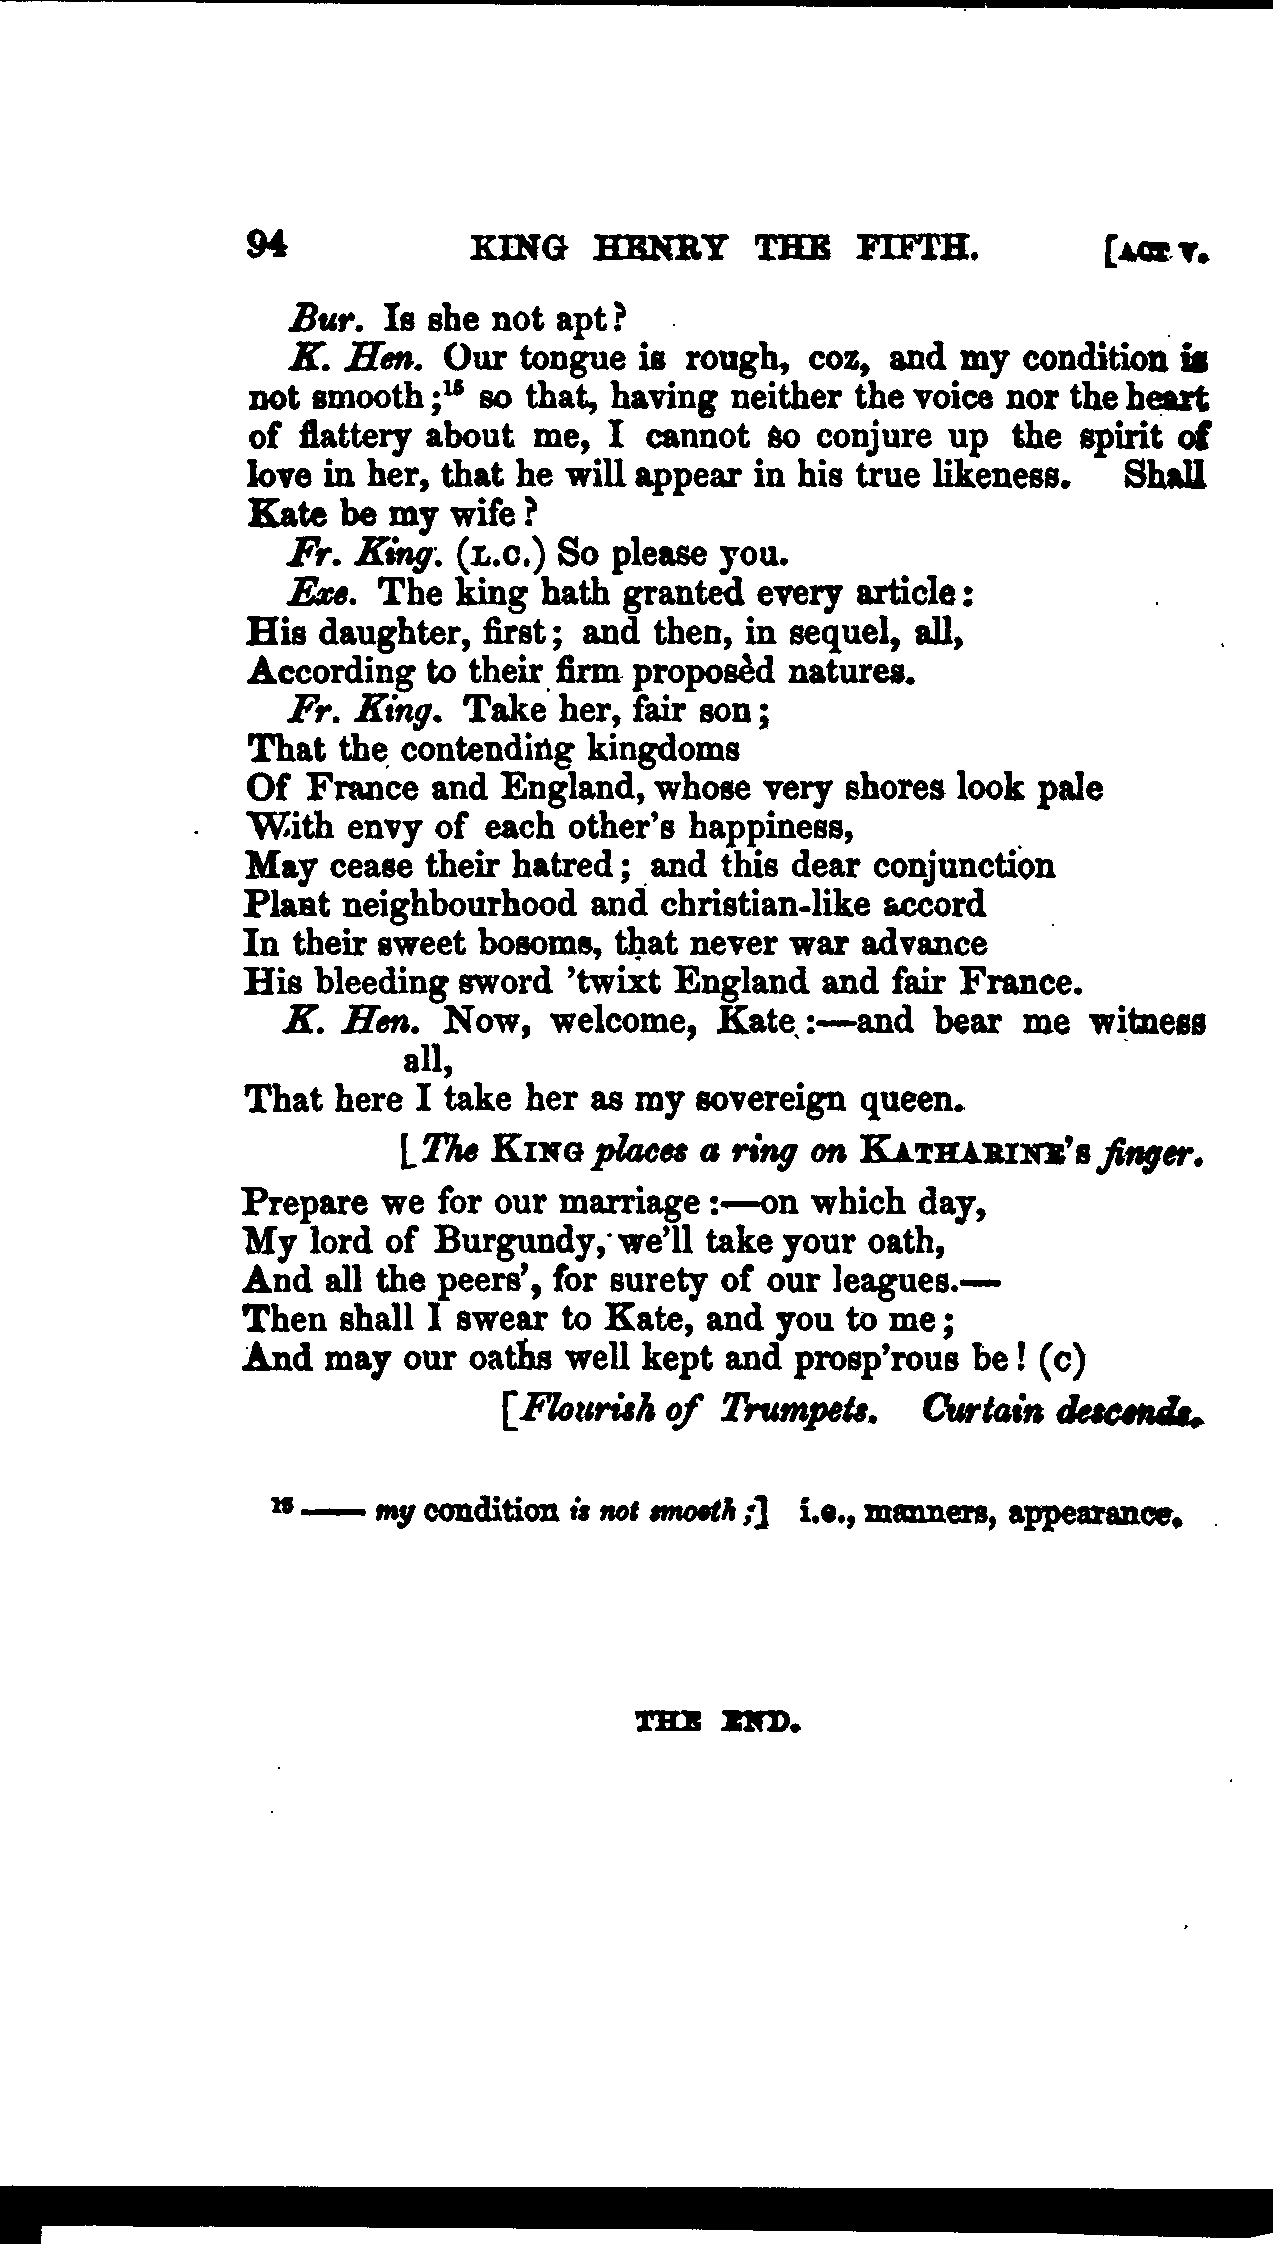 94 KING HENRY THE FIFTH. [ACT V.
Bur. Is she not apt?
K. Hen. Our tongue is rough, coz, and my condition is
not smooth;¹⁵ so that, having neither the voice nor the heart
of flattery about me, I cannot so conjure up the spirit of
love in her, that he will appear in his true likeness. Shall
Kate be my wife?
Fr. King. (L.C.) So please you.
Exe. The king hath granted every article:
His daughter, first; and then, in sequel, all,
According to their firm proposèd natures.
Fr. King. Take her, fair son;
That the contending kingdoms
Of France and England, whose very shores look pale
With envy of each other's happiness,
May cease their hatred; and this dear conjunction
Plant neighbourhood and christian-like accord
In their sweet bosoms, that never war advance
His bleeding sword 'twixt England and fair France.
K. Hen. Now, welcome, Kate:—and bear me witness
all,
That here I take her as my sovereign queen.
[The KING places a ring on KATHARINE'S finger.
Prepare we for our marriage:—on which day,
My lord of Burgundy, we'll take your oath,
And all the peers', for surety of our leagues.—
Then shall I swear to Kate, and you to me;
And may our oaths well kept and prosp'rous be! (C)
[Flourish of Trumpets. Curtain descends.
¹⁵ —— my condition is not smooth;] i.e., manners, appearance.
THE END.